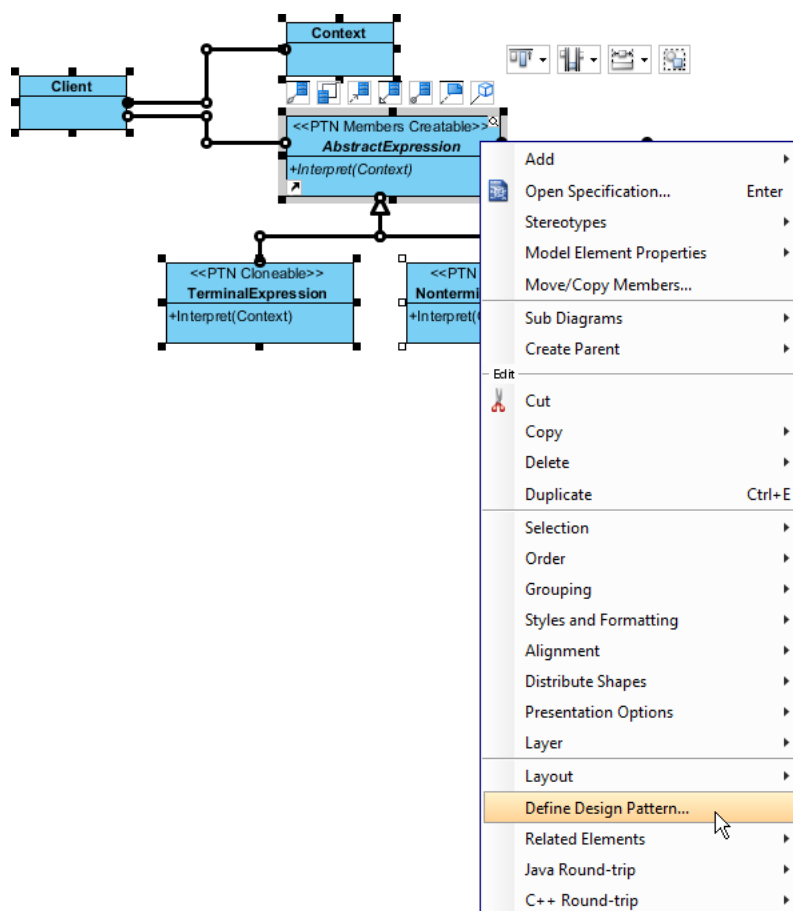 Context
Client
<<PTN Members Creatable>>
AbstractExpression
+Interpret(Context)
<<PTN Cloneable>>
TerminalExpression
+Interpret(Context)
<<PTN
Nontermi
+Interpret(
Add
Open Specification... Enter
Stereotypes
Model Element Properties
Move/Copy Members...
Sub Diagrams
Create Parent
Edit
Cut
Copy
Delete
Duplicate Ctrl+E
Selection
Order
Grouping
Styles and Formatting
Alignment
Distribute Shapes
Presentation Options
Layer
Layout
Define Design Pattern...
Related Elements
Java Round-trip
C++ Round-trip